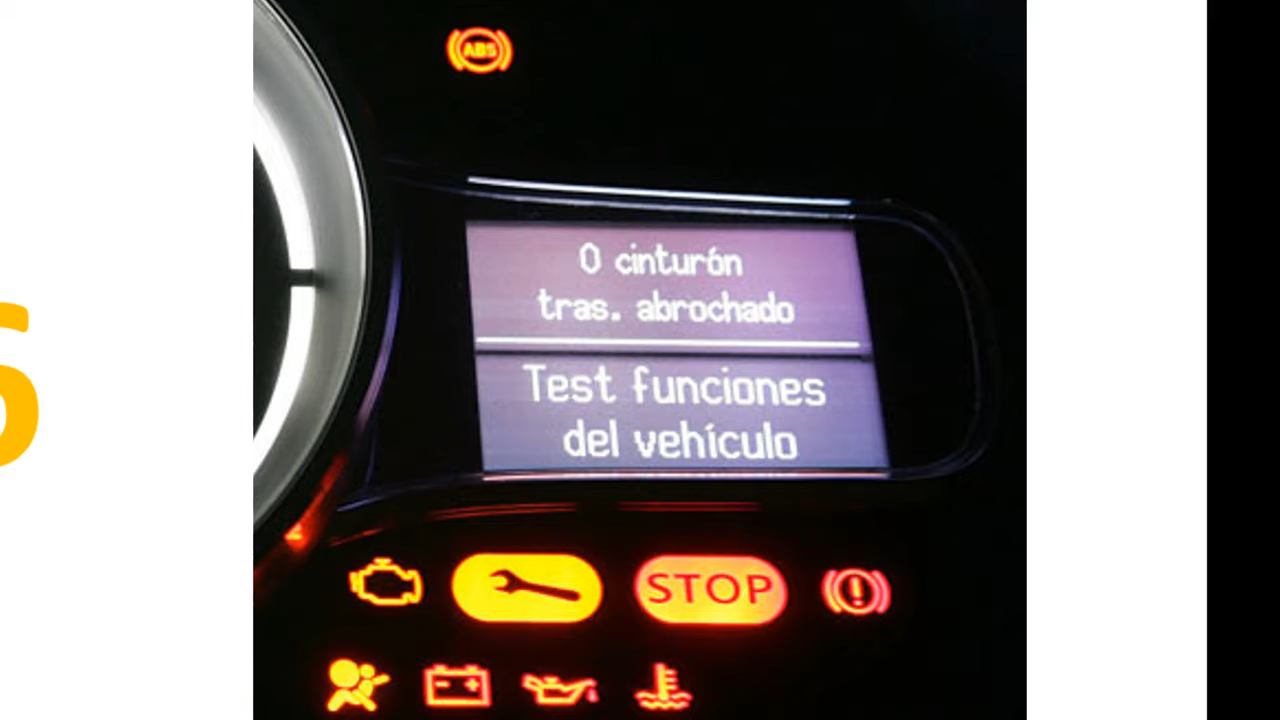 ABS
0 cinturón
tras. abrochado
Test funciones
del vehículo
STOP